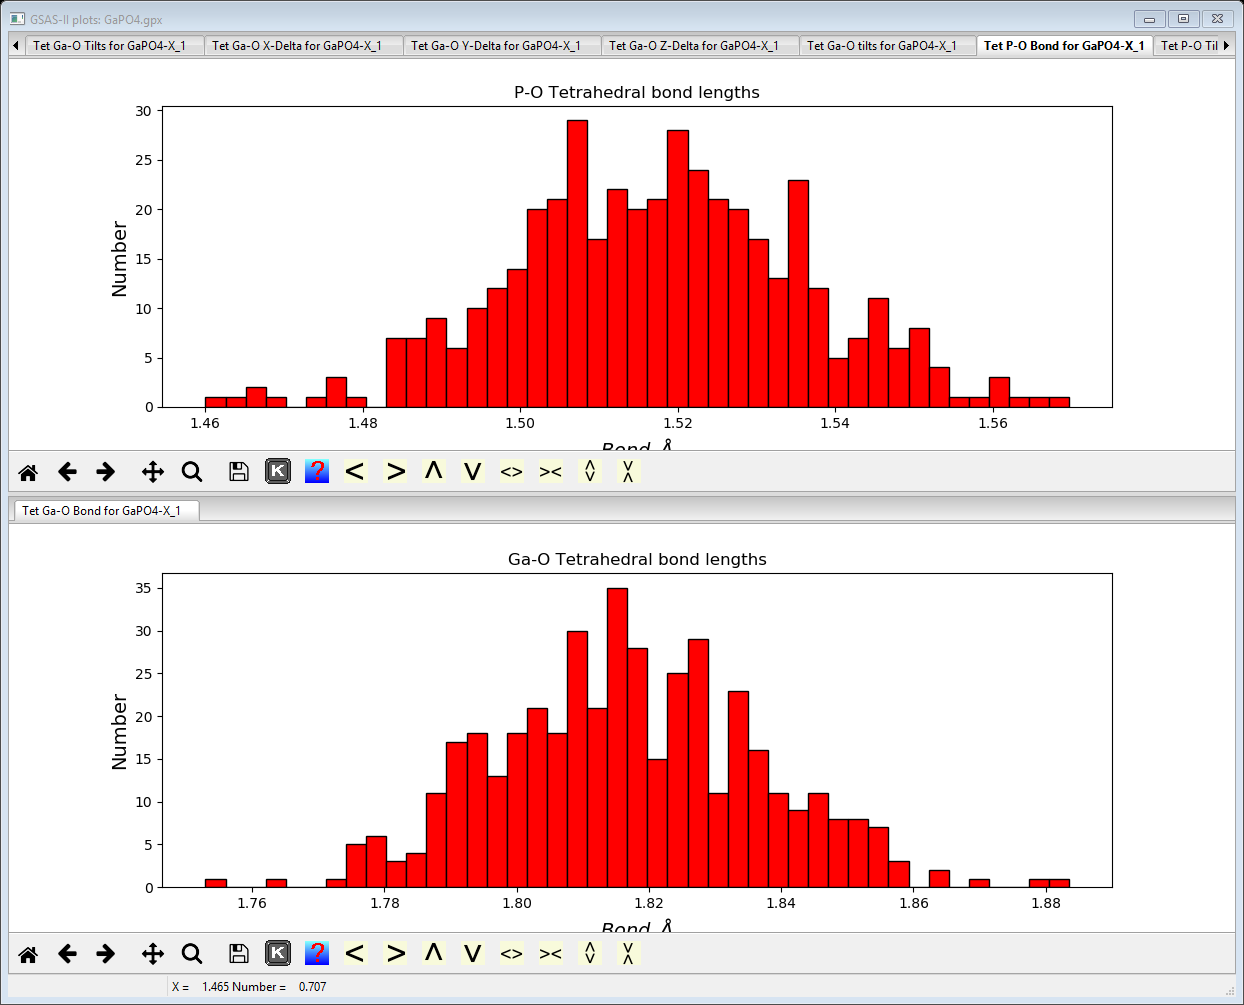 GSAS-II plots: GaPO4.gpx
Tet Ga-O Tilts for GaPO4-X_1 Tet Ga-O X-Delta for GaPO4-X_1 Tet Ga-O Y-Delta for GaPO4-X_1 Tet Ga-O Z-Delta for GaPO4-X_1 Tet Ga-O tilts for GaPO4-X_1 Tet P-O Bond for GaPO4-X_1 Tet P-O Til
P-O Tetrahedral bond lengths
30
25
20
15
10
5
0
Number
1.46 1.48 1.50 1.52 1.54 1.56
Bond, Å
K ? < > Λ V <> ><
Tet Ga-O Bond for GaPO4-X_1
Ga-O Tetrahedral bond lengths
35
30
25
20
15
10
5
0
Number
1.76 1.78 1.80 1.82 1.84 1.86 1.88
Bond, Å
K ? < > Λ V <> ><
X = 1.465 Number = 0.707